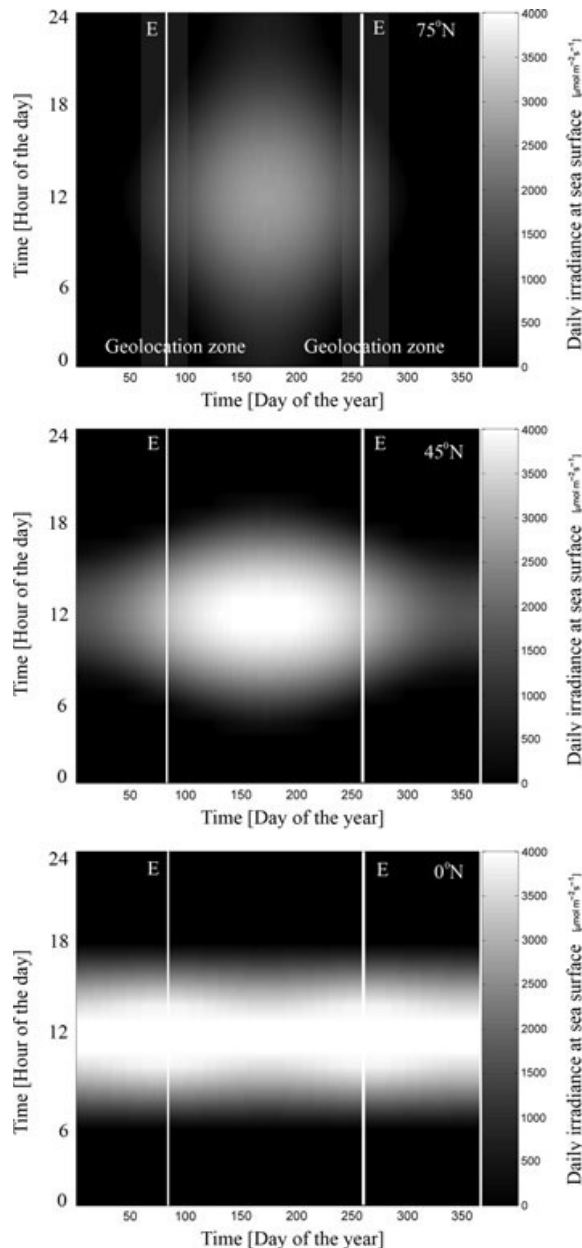 24
18
12
6
0
Time [Hour of the day]
E
E
75°N
Geolocation zone
Geolocation zone
50 100 150 200 250 300 350
Time [Day of the year]
4000
3500
3000
2500
2000
1500
1000
500
0
Daily irradiance at sea surface [μmol m⁻² s⁻¹]
24
18
12
6
0
Time [Hour of the day]
E
E
45°N
50 100 150 200 250 300 350
Time [Day of the year]
4000
3500
3000
2500
2000
1500
1000
500
0
Daily irradiance at sea surface [μmol m⁻² s⁻¹]
24
18
12
6
0
Time [Hour of the day]
E
E
0°N
50 100 150 200 250 300 350
Time [Day of the year]
4000
3500
3000
2500
2000
1500
1000
500
0
Daily irradiance at sea surface [μmol m⁻² s⁻¹]